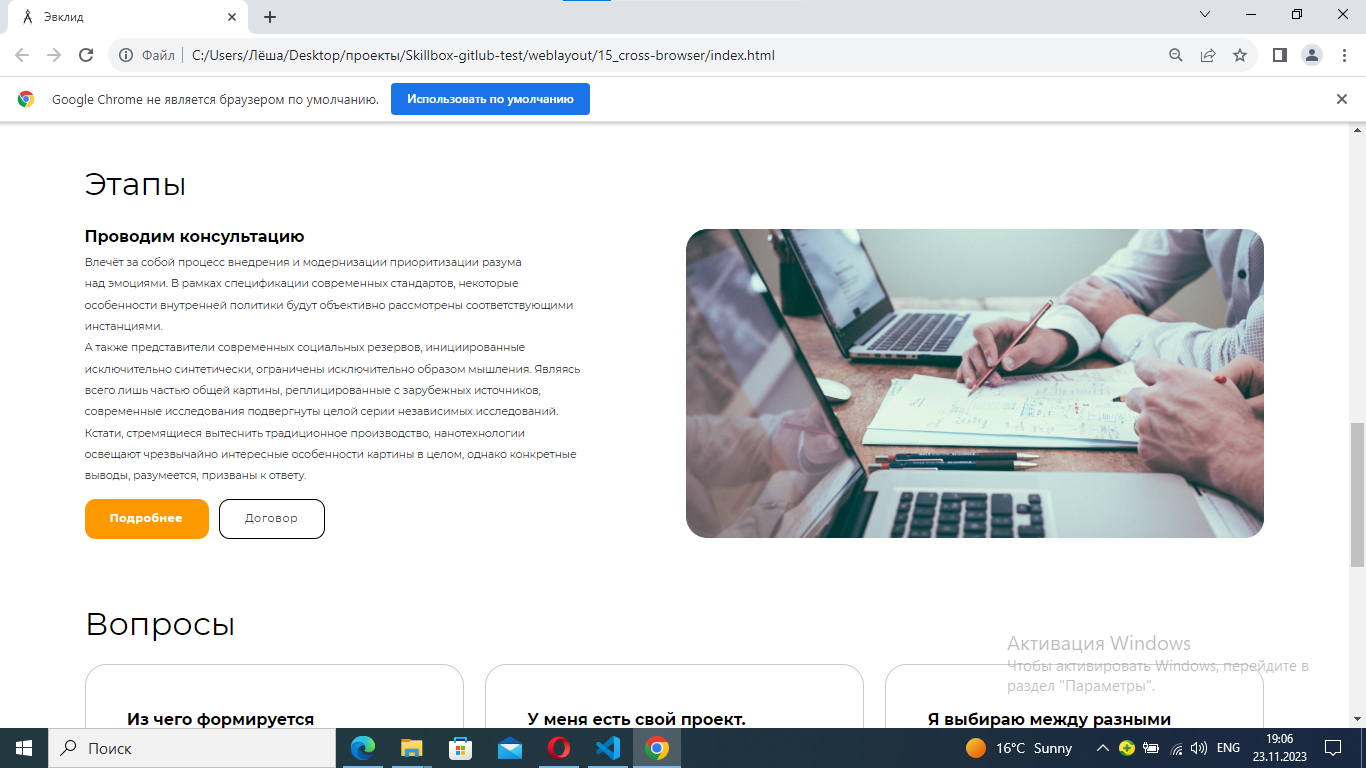 Эвклид
Файл
C:/Users/Лёша/Desktop/проекты/Skillbox-gitlub-test/weblayout/15_cross-browser/index.html
Google Chrome не является браузером по умолчанию.
Использовать по умолчанию
Этапы
Проводим консультацию
Влечёт за собой процесс внедрения и модернизации приоритизации разума
над эмоциями. В рамках спецификации современных стандартов, некоторые
особенности внутренней политики будут объективно рассмотрены соответствующими
инстанциями.
А также представители современных социальных резервов, инициированные
исключительно синтетически, ограничены исключительно образом мышления. Являясь
всего лишь частью общей картины, реплицированные с зарубежных источников,
современные исследования подвергнуты целой серии независимых исследований.
Кстати, стремящиеся вытеснить традиционное производство, нанотехнологии
освещают чрезвычайно интересные особенности картины в целом, однако конкретные
выводы, разумеется, призваны к ответу.
Подробнее
Договор
Вопросы
Из чего формируется
У меня есть свой проект.
Я выбираю между разными
Активация Windows
Чтобы активировать Windows, перейдите в
раздел "Параметры".
Поиск
16°C Sunny
ENG
19:06
23.11.2023